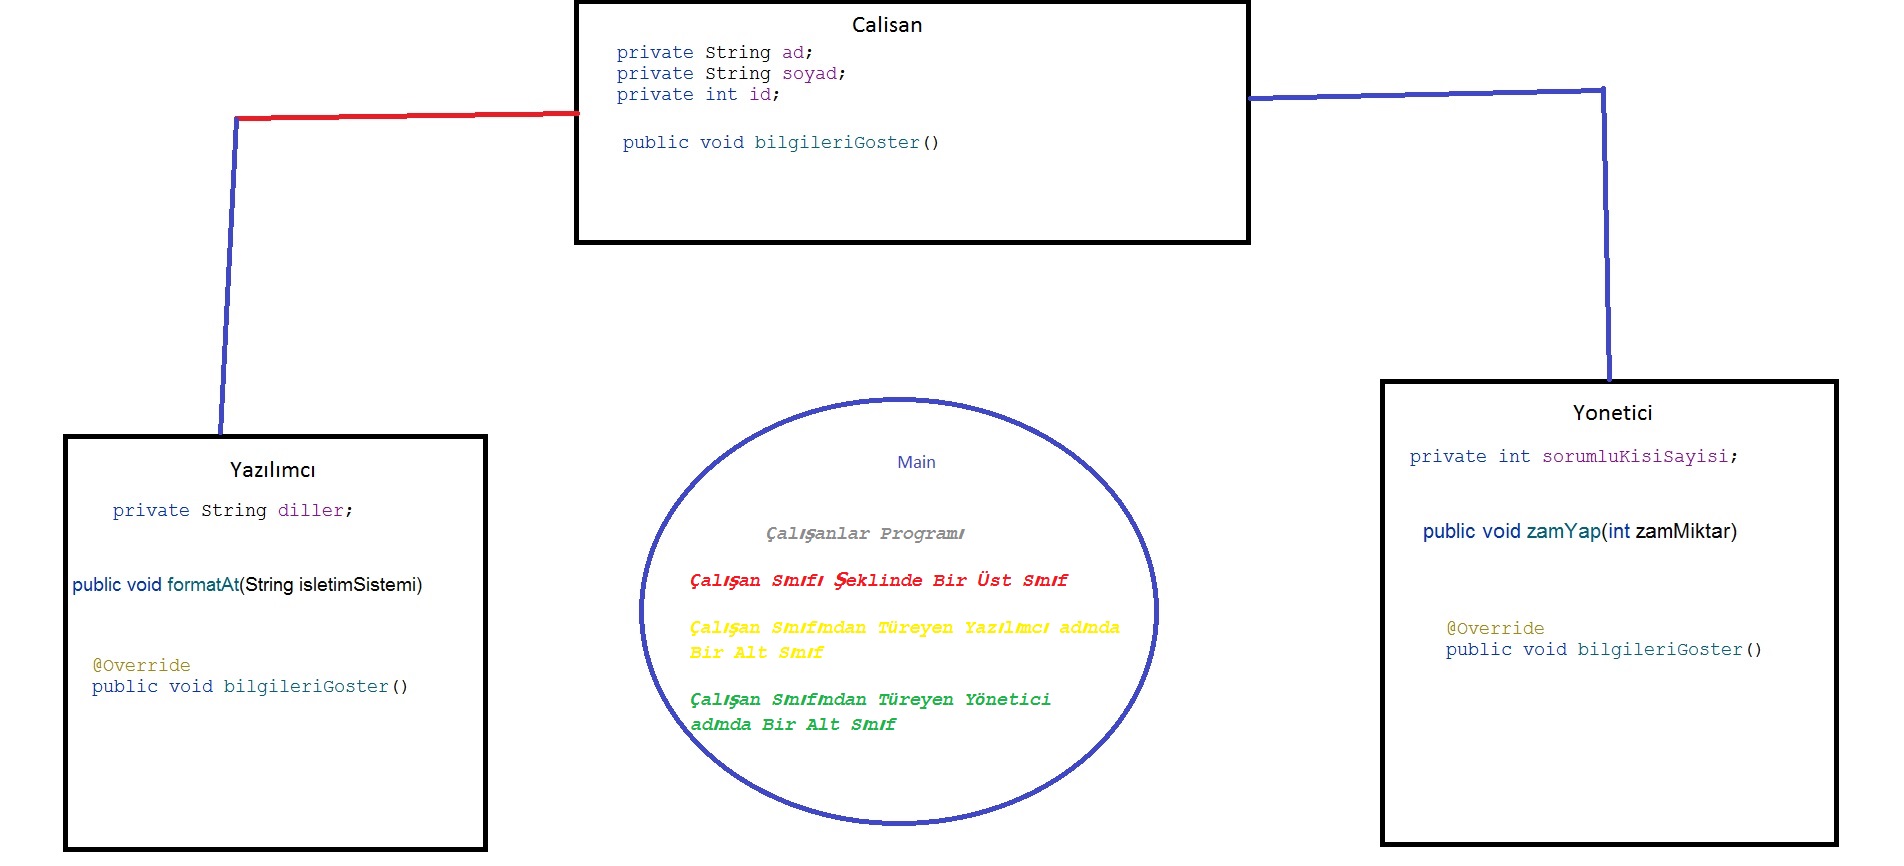 Calisan
private String ad;
private String soyad;
private int id;
public void bilgileriGoster()
Yazılımcı
private String diller;
public void formatAt(String isletimSistemi)
@Override
public void bilgileriGoster()
Main
Çalışanlar Programı
Çalışan Sınıfı Şeklinde Bir Üst Sınıf
Çalışan Sınıfından Türeyen Yazılımcı adında
Bir Alt Sınıf
Çalışan Sınıfından Türeyen Yönetici
adında Bir Alt Sınıf
Yonetici
private int sorumluKisiSayisi;
public void zamYap(int zamMiktar)
@Override
public void bilgileriGoster()